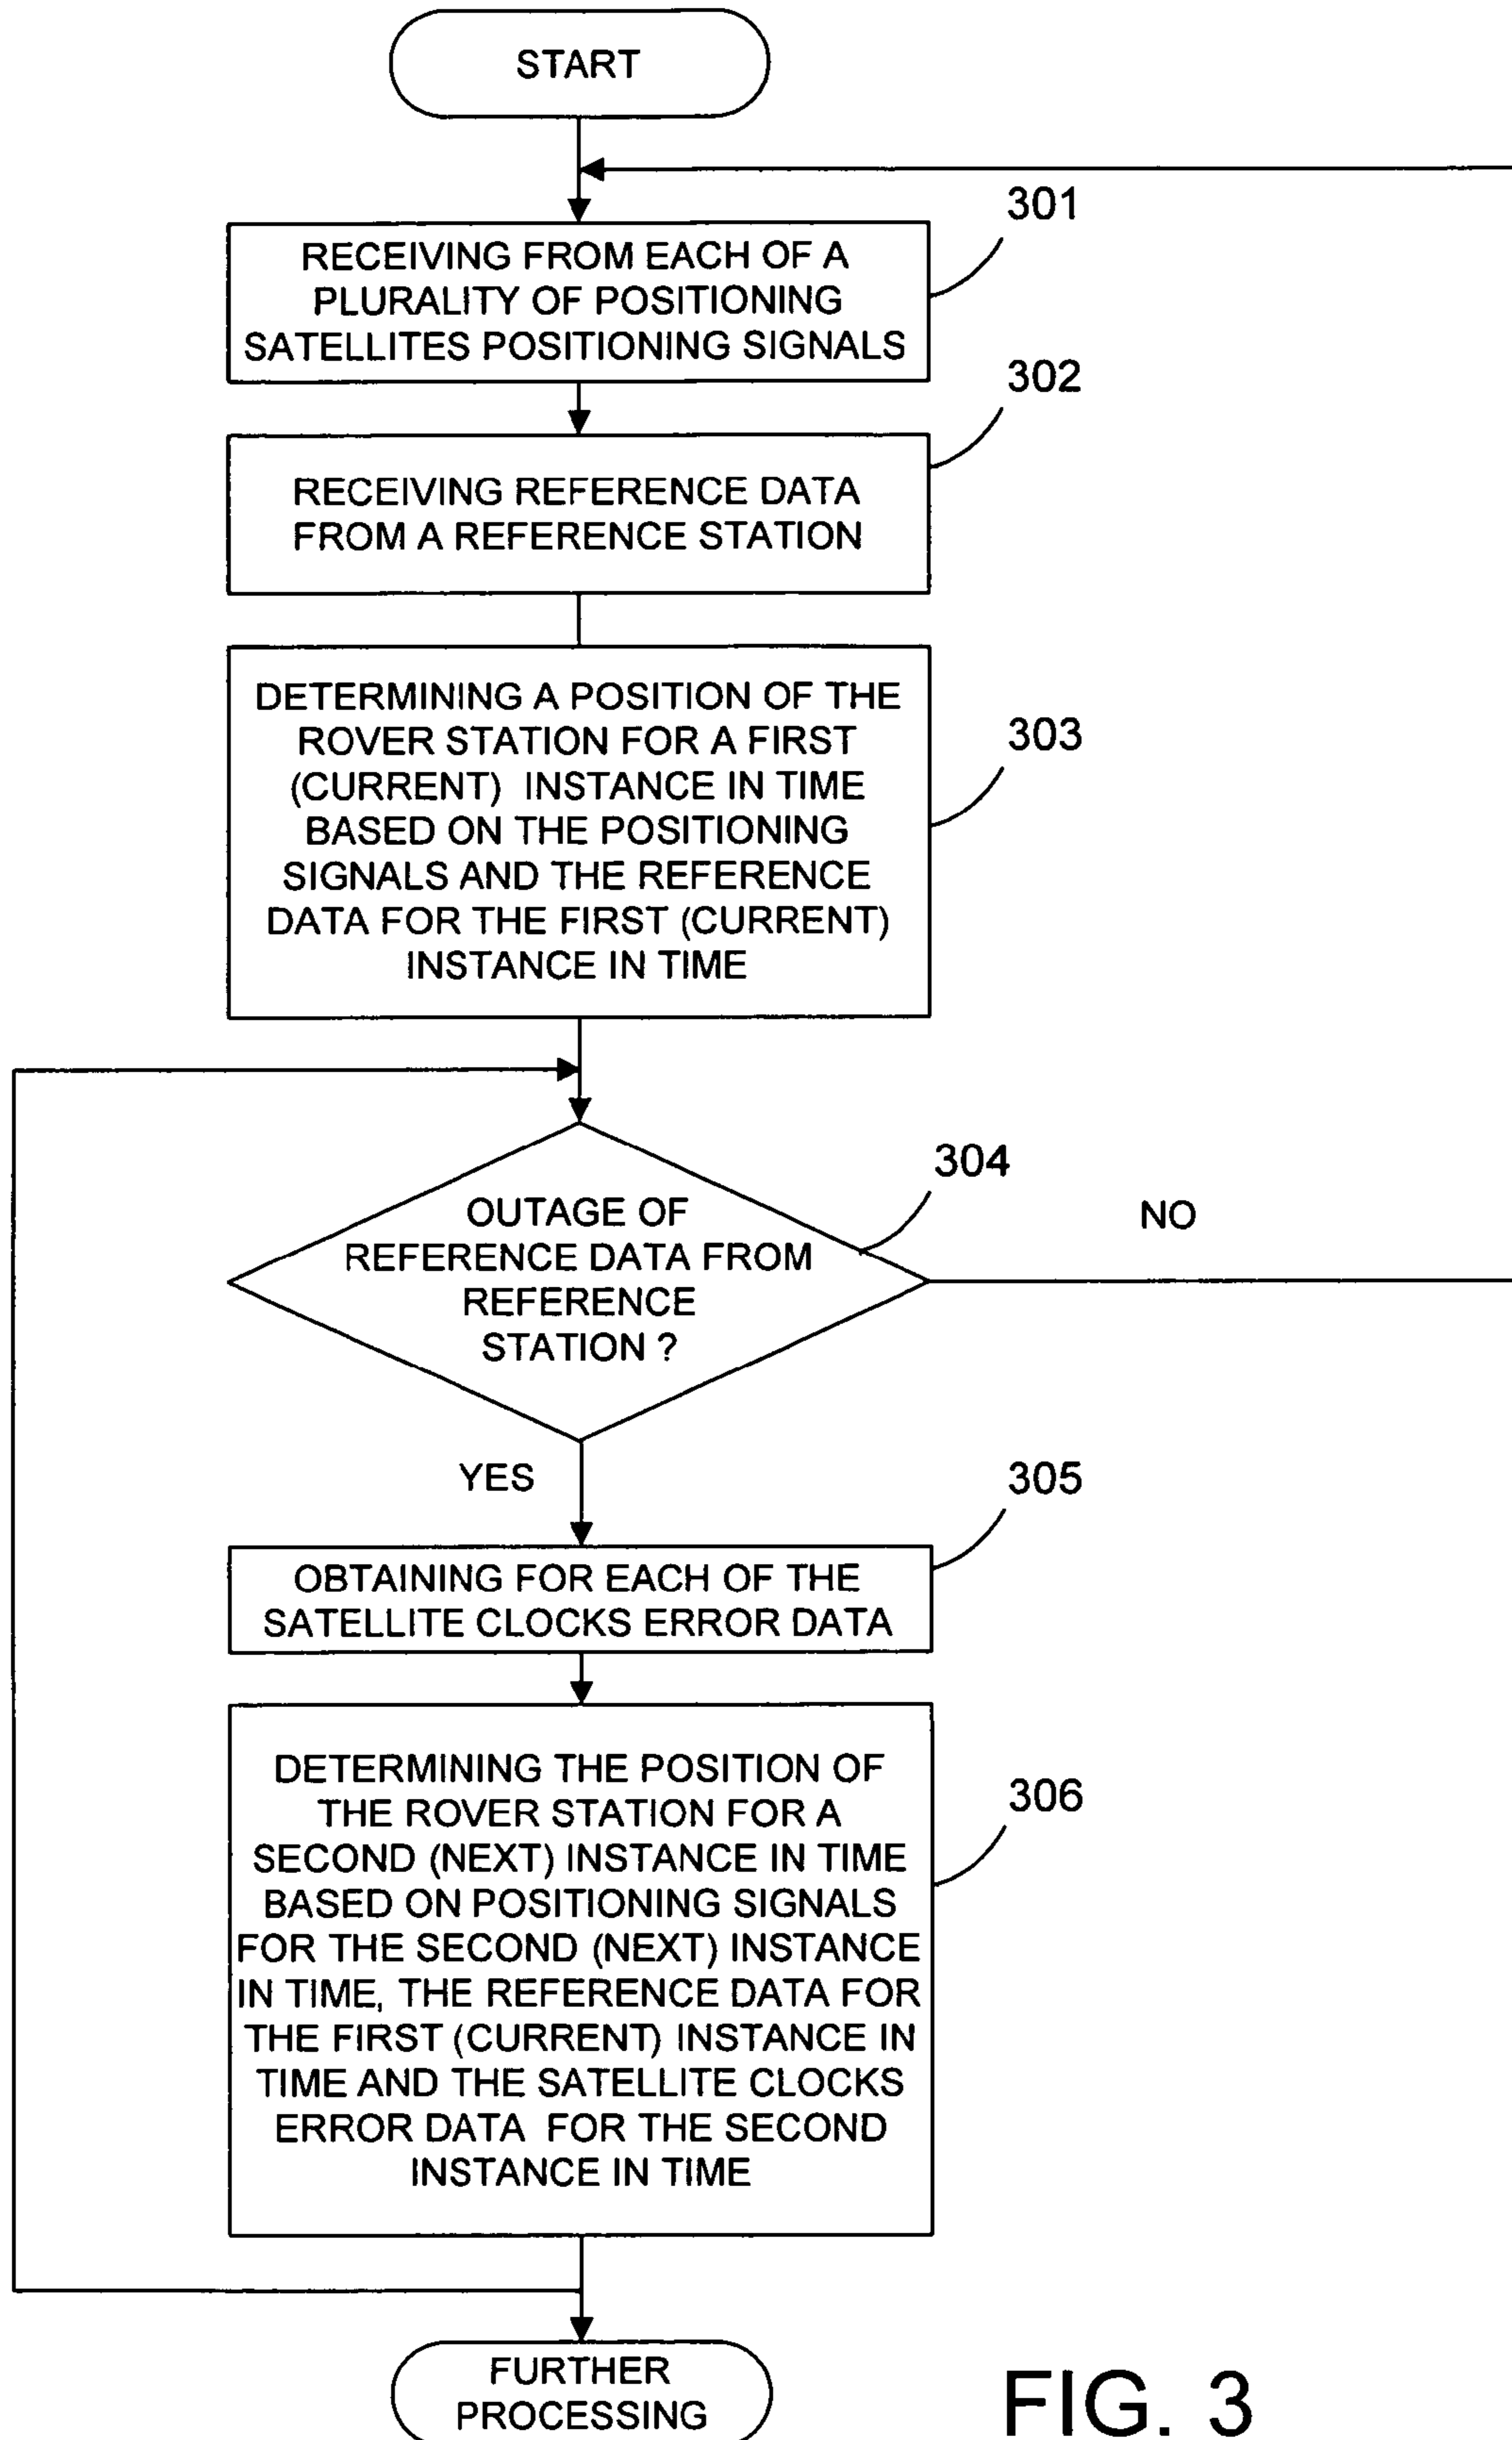 START
301
RECEIVING FROM EACH OF A
PLURALITY OF POSITIONING
SATELLITES POSITIONING SIGNALS
302
RECEIVING REFERENCE DATA
FROM A REFERENCE STATION
303
DETERMINING A POSITION OF THE
ROVER STATION FOR A FIRST
(CURRENT) INSTANCE IN TIME
BASED ON THE POSITIONING
SIGNALS AND THE REFERENCE
DATA FOR THE FIRST (CURRENT)
INSTANCE IN TIME
304
OUTAGE OF
REFERENCE DATA FROM
REFERENCE
STATION ?
NO
YES
305
OBTAINING FOR EACH OF THE
SATELLITE CLOCKS ERROR DATA
306
DETERMINING THE POSITION OF
THE ROVER STATION FOR A
SECOND (NEXT) INSTANCE IN TIME
BASED ON POSITIONING SIGNALS
FOR THE SECOND (NEXT) INSTANCE
IN TIME, THE REFERENCE DATA FOR
THE FIRST (CURRENT) INSTANCE IN
TIME AND THE SATELLITE CLOCKS
ERROR DATA FOR THE SECOND
INSTANCE IN TIME
FURTHER
PROCESSING
FIG. 3